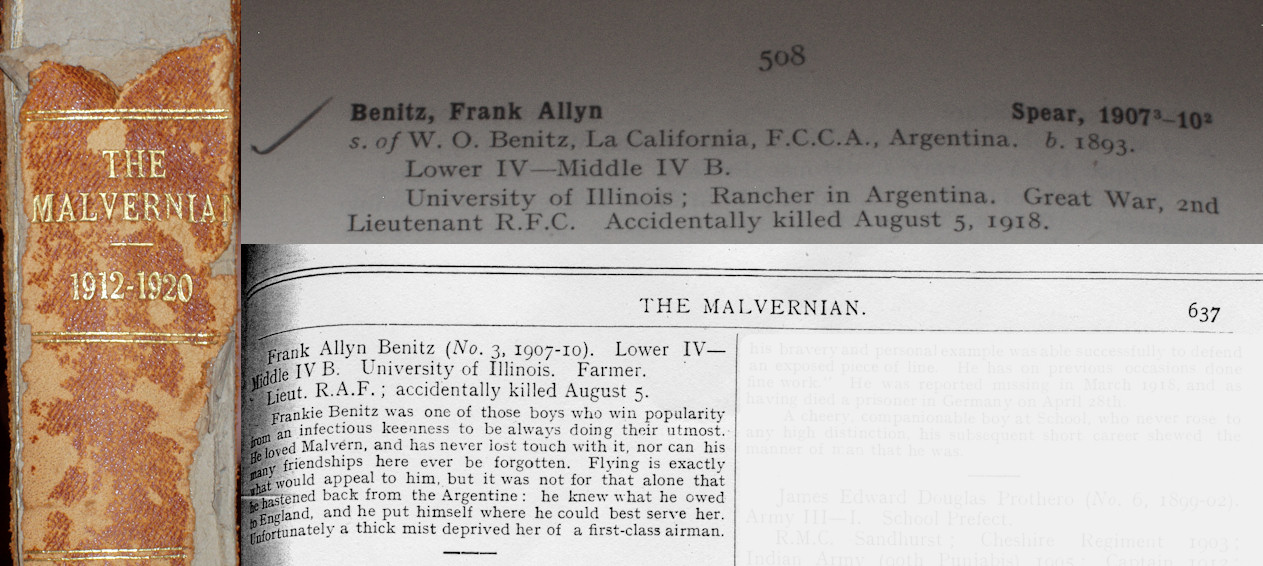 THE
MALVERNIAN
1912-1920
508
Benitz, Frank Allyn Spear, 1907³–10²
s. of W. O. Benitz, La California, F.C.C.A., Argentina. b. 1893.
Lower IV—Middle IV B.
University of Illinois ; Rancher in Argentina. Great War, 2nd
Lieutenant R.F.C. Accidentally killed August 5, 1918.
THE MALVERNIAN. 637
Frank Allyn Benitz (No. 3, 1907-10). Lower IV—
Middle IV B. University of Illinois. Farmer.
Lieut. R.A.F. ; accidentally killed August 5.
Frankie Benitz was one of those boys who win popularity
from an infectious keenness to be always doing their utmost.
He loved Malvern, and has never lost touch with it, nor can his
many friendships here ever be forgotten. Flying is exactly
what would appeal to him, but it was not for that alone that
he hastened back from the Argentine : he knew what he owed
to England, and he put himself where he could best serve her.
Unfortunately a thick mist deprived her of a first-class airman.
his bravery and personal example was able successfully to defend
an exposed piece of line. He has on previous occasions done
fine work." He was reported missing in March 1918, and as
having died a prisoner in Germany on April 28th.
A cheery, companionable boy at School, who never rose to
any high distinction, his subsequent short career shewed the
manner of man that he was.
James Edward Douglas Prothero (No. 6, 1899-02).
Army III—I. School Prefect.
R.M.C. Sandhurst ; Cheshire Regiment 1903 ;
Indian Army (90th Punjabis) 1905 ; Captain 1912 ;